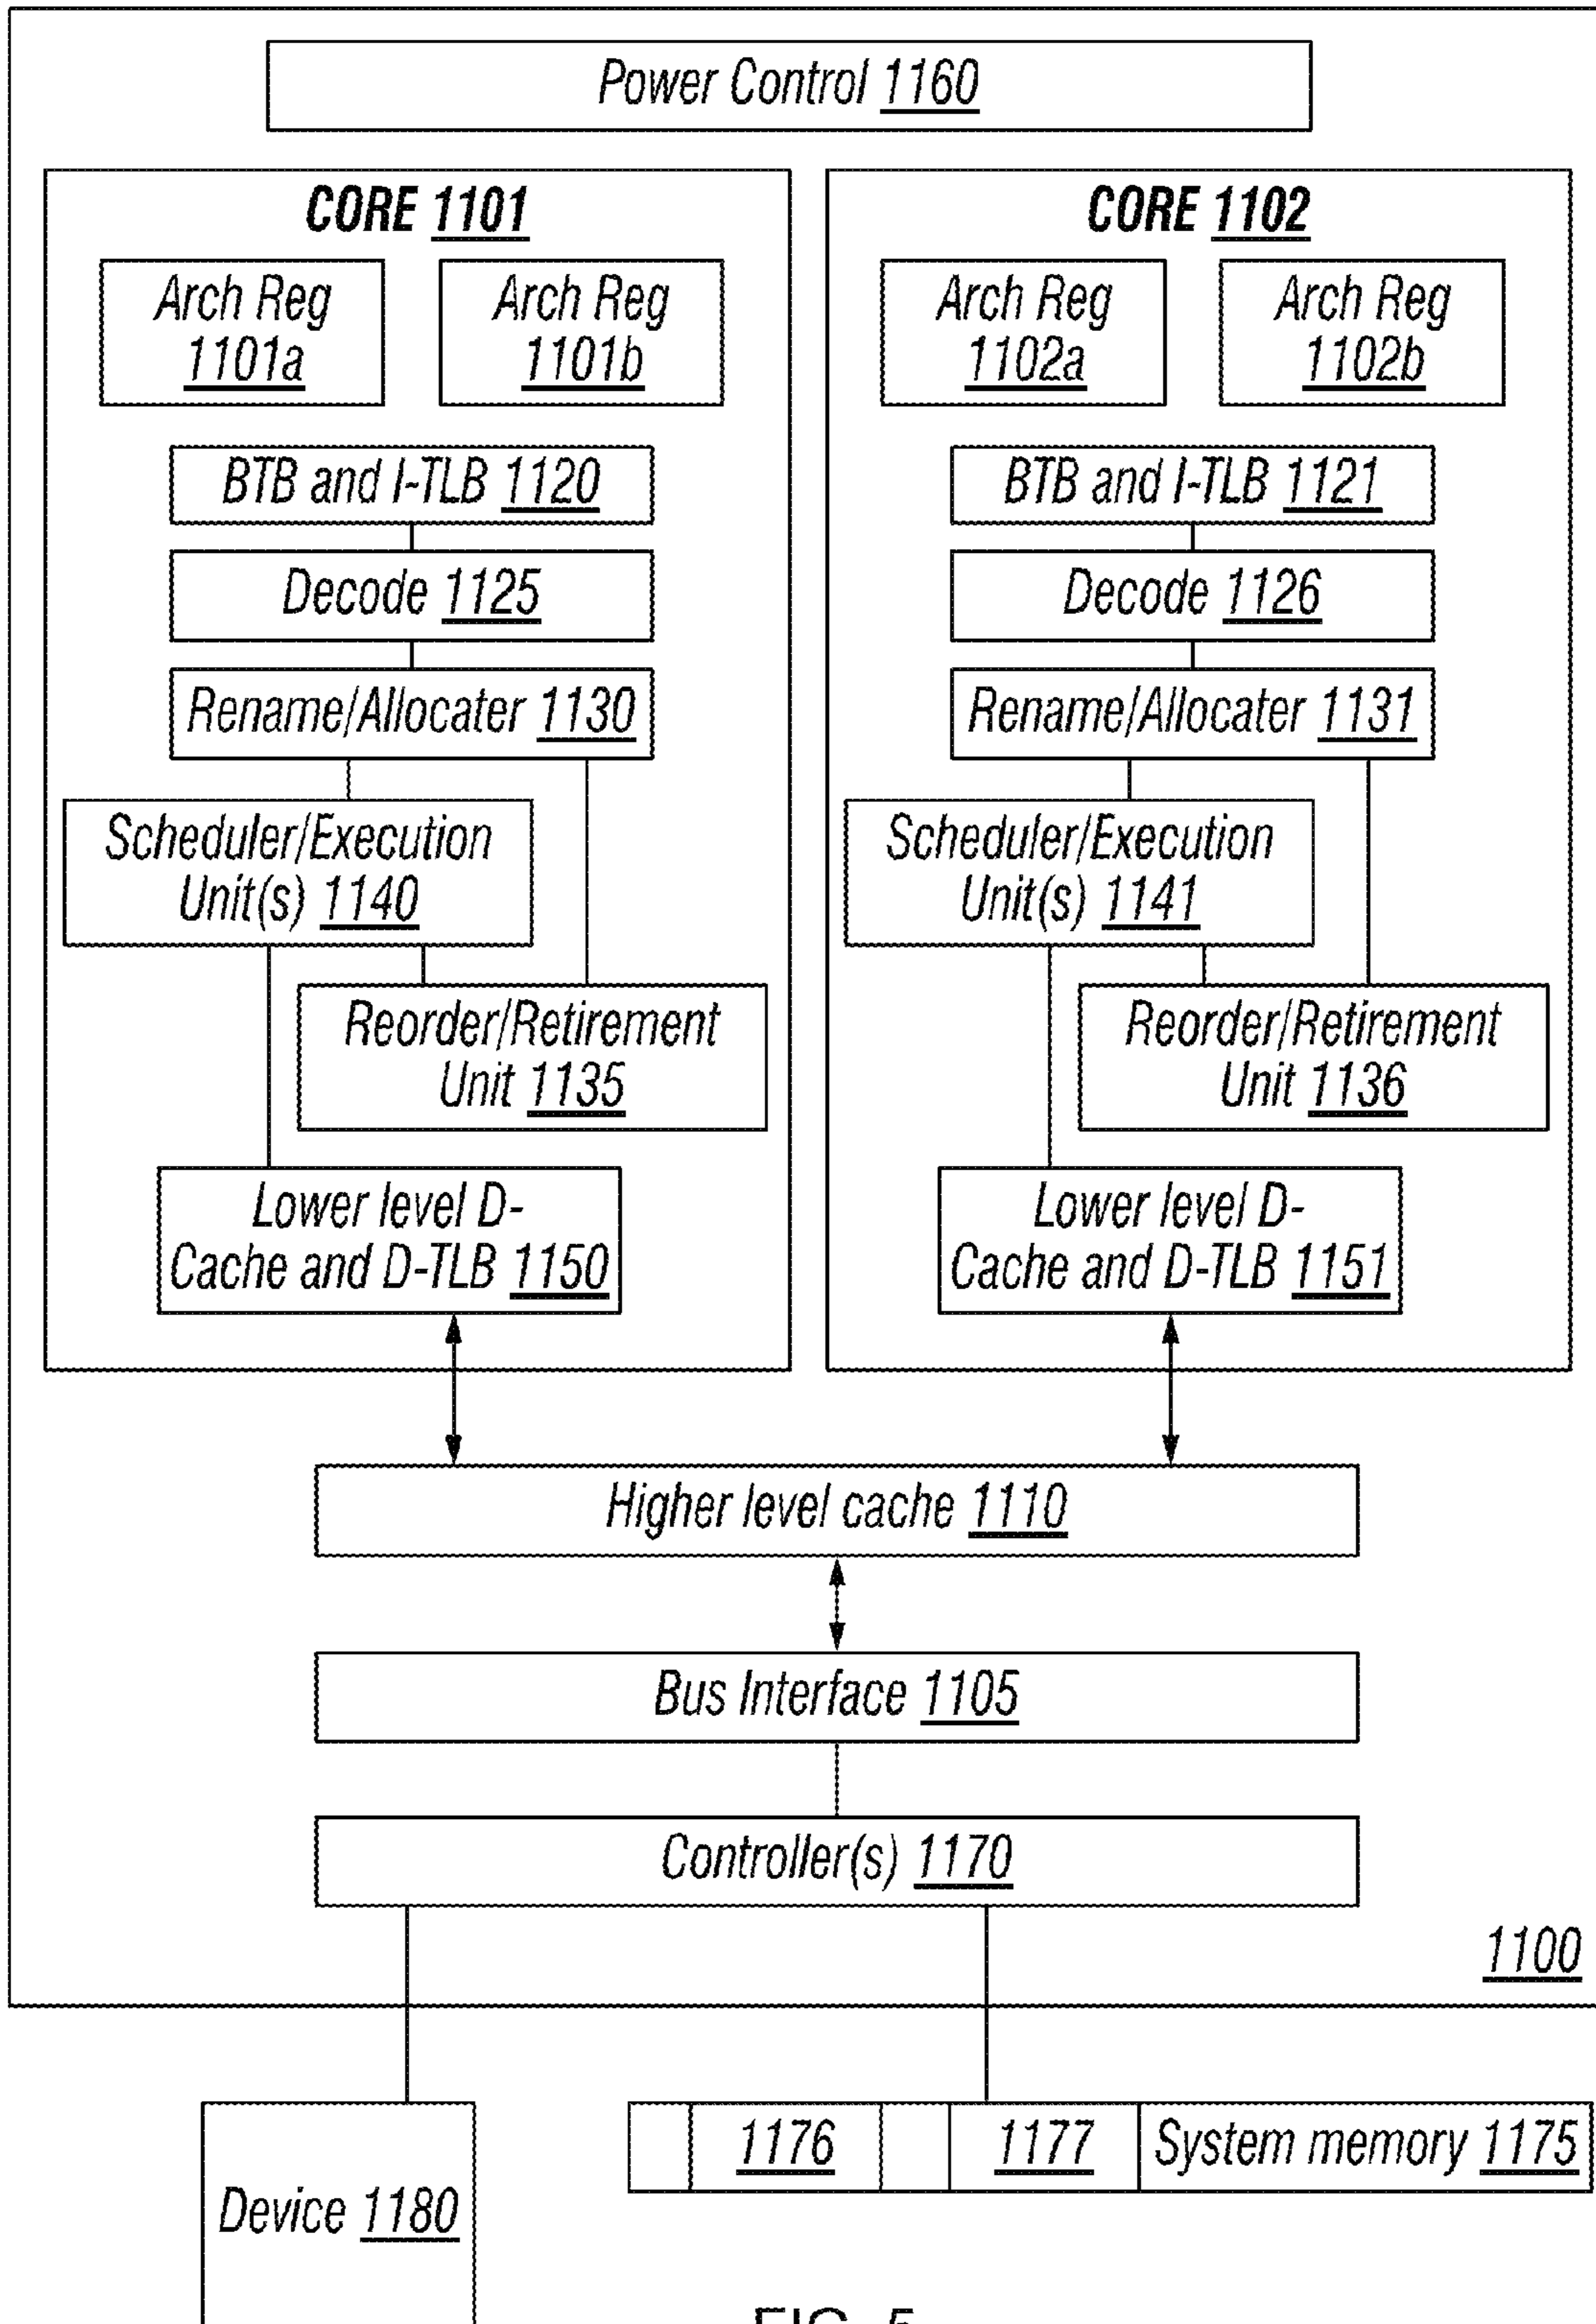 Power Control 1160
CORE 1101
Arch Reg
1101a
Arch Reg
1101b
BTB and I-TLB 1120
Decode 1125
Rename/Allocater 1130
Scheduler/Execution
Unit(s) 1140
Reorder/Retirement
Unit 1135
Lower level D-
Cache and D-TLB 1150
CORE 1102
Arch Reg
1102a
Arch Reg
1102b
BTB and I-TLB 1121
Decode 1126
Rename/Allocater 1131
Scheduler/Execution
Unit(s) 1141
Reorder/Retirement
Unit 1136
Lower level D-
Cache and D-TLB 1151
Higher level cache 1110
Bus Interface 1105
Controller(s) 1170
1100
Device 1180
1176
1177
System memory 1175
FIG. 5